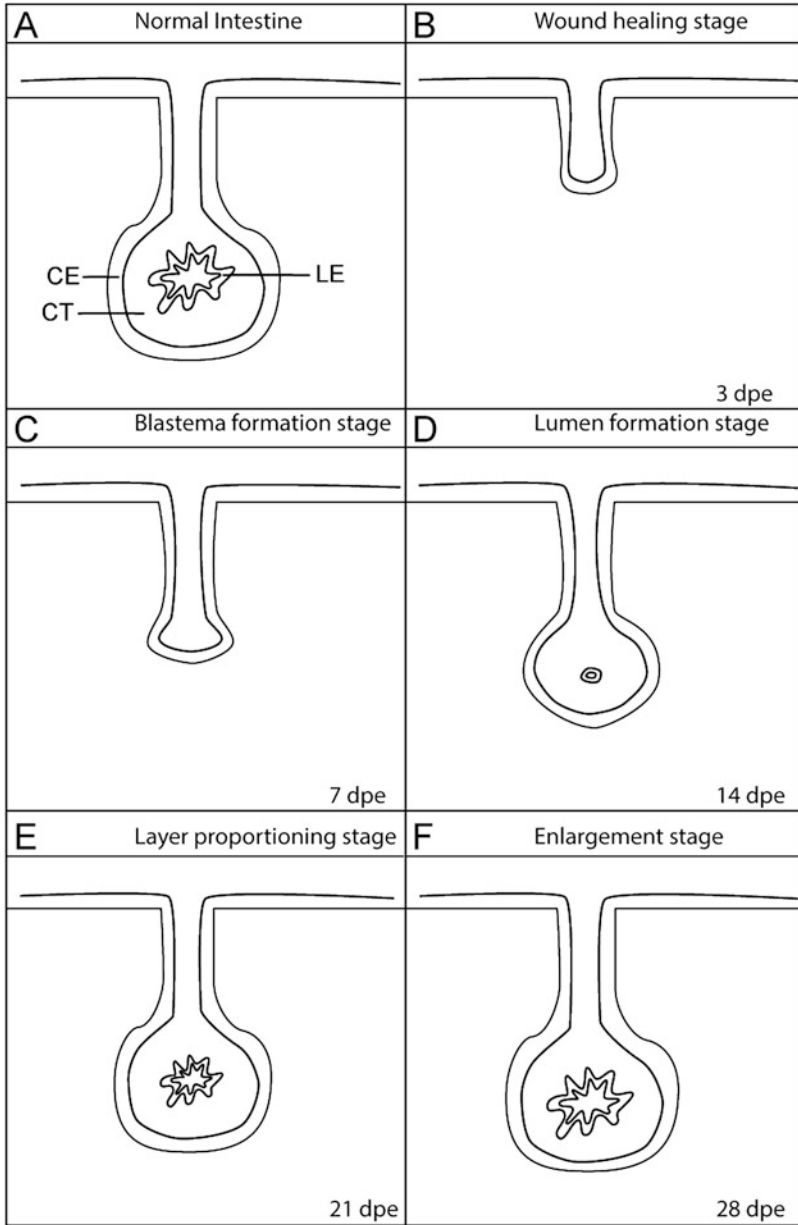 A
Normal Intestine
B
Wound healing stage
CE
LE
CT
3 dpe
C
Blastema formation stage
D
Lumen formation stage
7 dpe
14 dpe
E
Layer proportioning stage
F
Enlargement stage
21 dpe
28 dpe